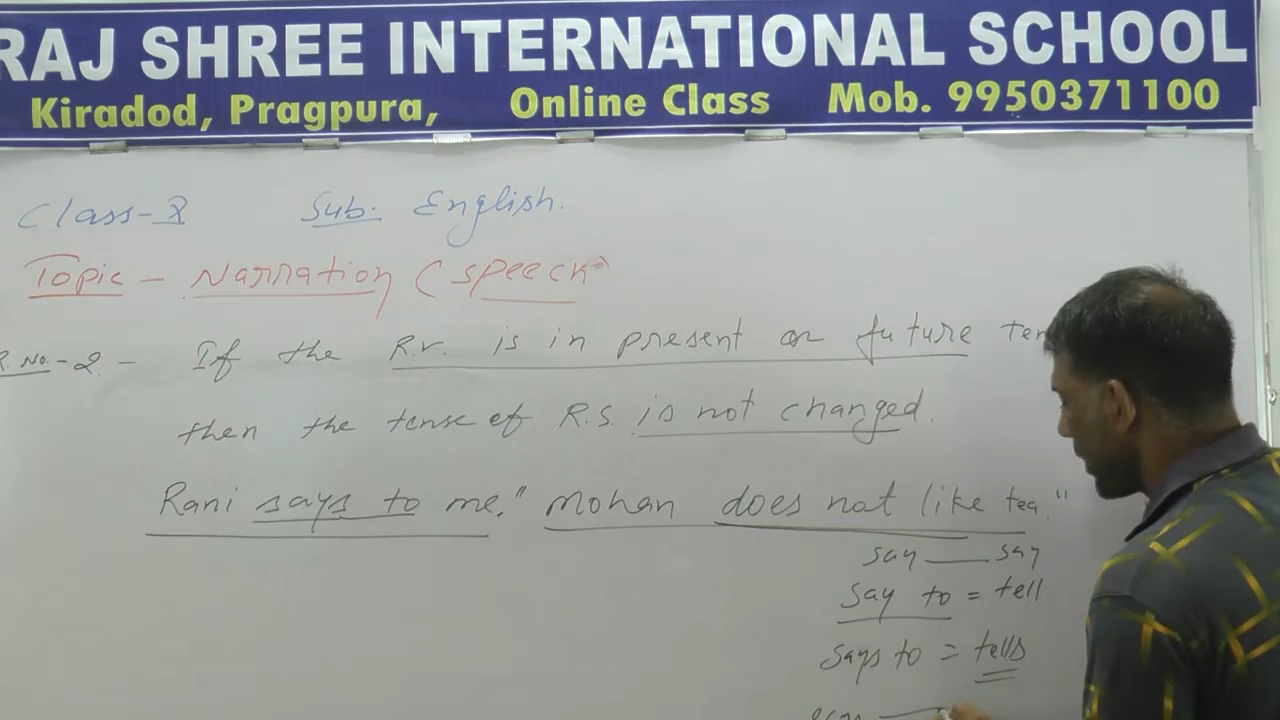 RAJ SHREE INTERNATIONAL SCHOOL
Kiradod, Pragpura, Online Class Mob. 9950371100
Class-X Sub. English.
Topic - Narration (speech)
R. No.-2. - If the R.V. is in present or future
then the tense of R.S. is not changed.
Rani says to me, "Mohan does not like tea."
say — say
say to = tell
says to = tells